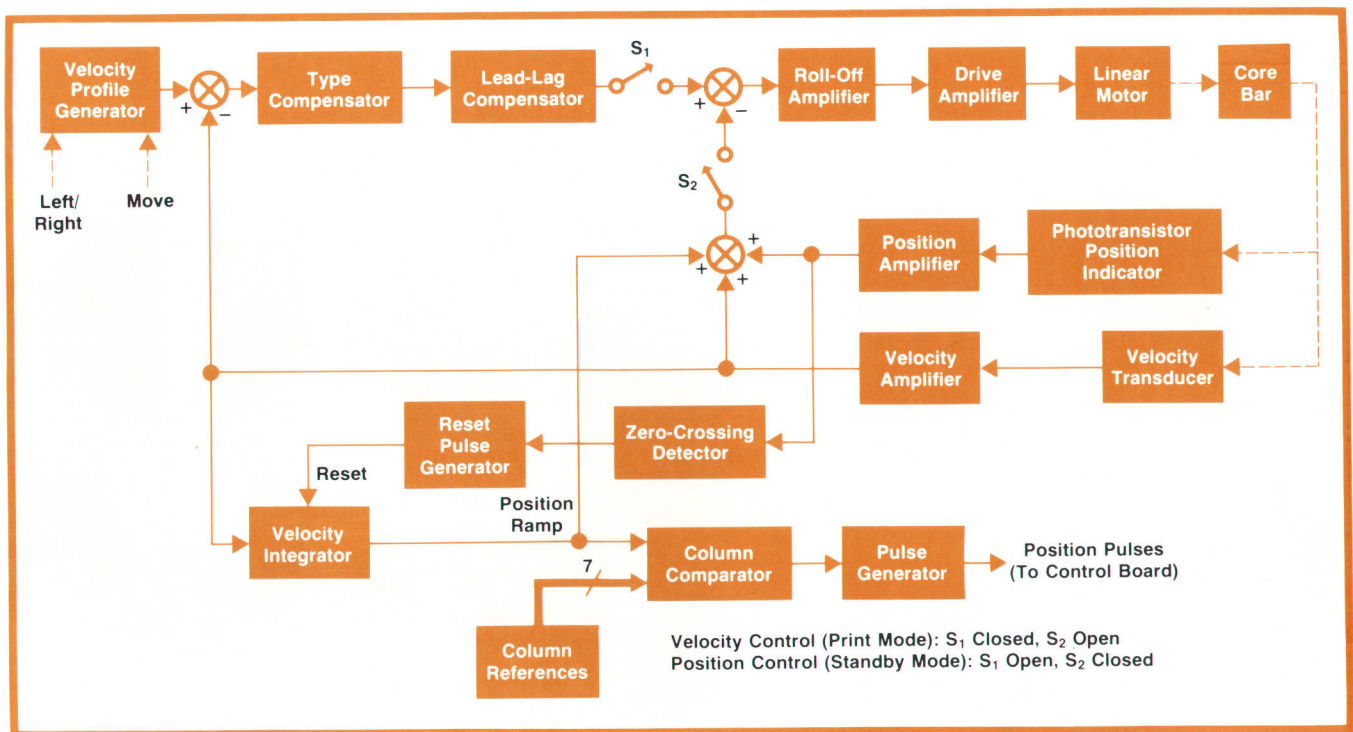 Velocity
Profile
Generator
+
−
Type
Compensator
Lead-Lag
Compensator
S₁
+
−
Roll-Off
Amplifier
Drive
Amplifier
Linear
Motor
Core
Bar
Left/
Right
Move
S₂
+
+
+
Position
Amplifier
Phototransistor
Position
Indicator
Velocity
Amplifier
Velocity
Transducer
Reset
Pulse
Generator
Zero-Crossing
Detector
Reset
Velocity
Integrator
Position
Ramp
7
Column
Comparator
Pulse
Generator
Position Pulses
(To Control Board)
Column
References
Velocity Control (Print Mode): S₁ Closed, S₂ Open
Position Control (Standby Mode): S₁ Open, S₂ Closed